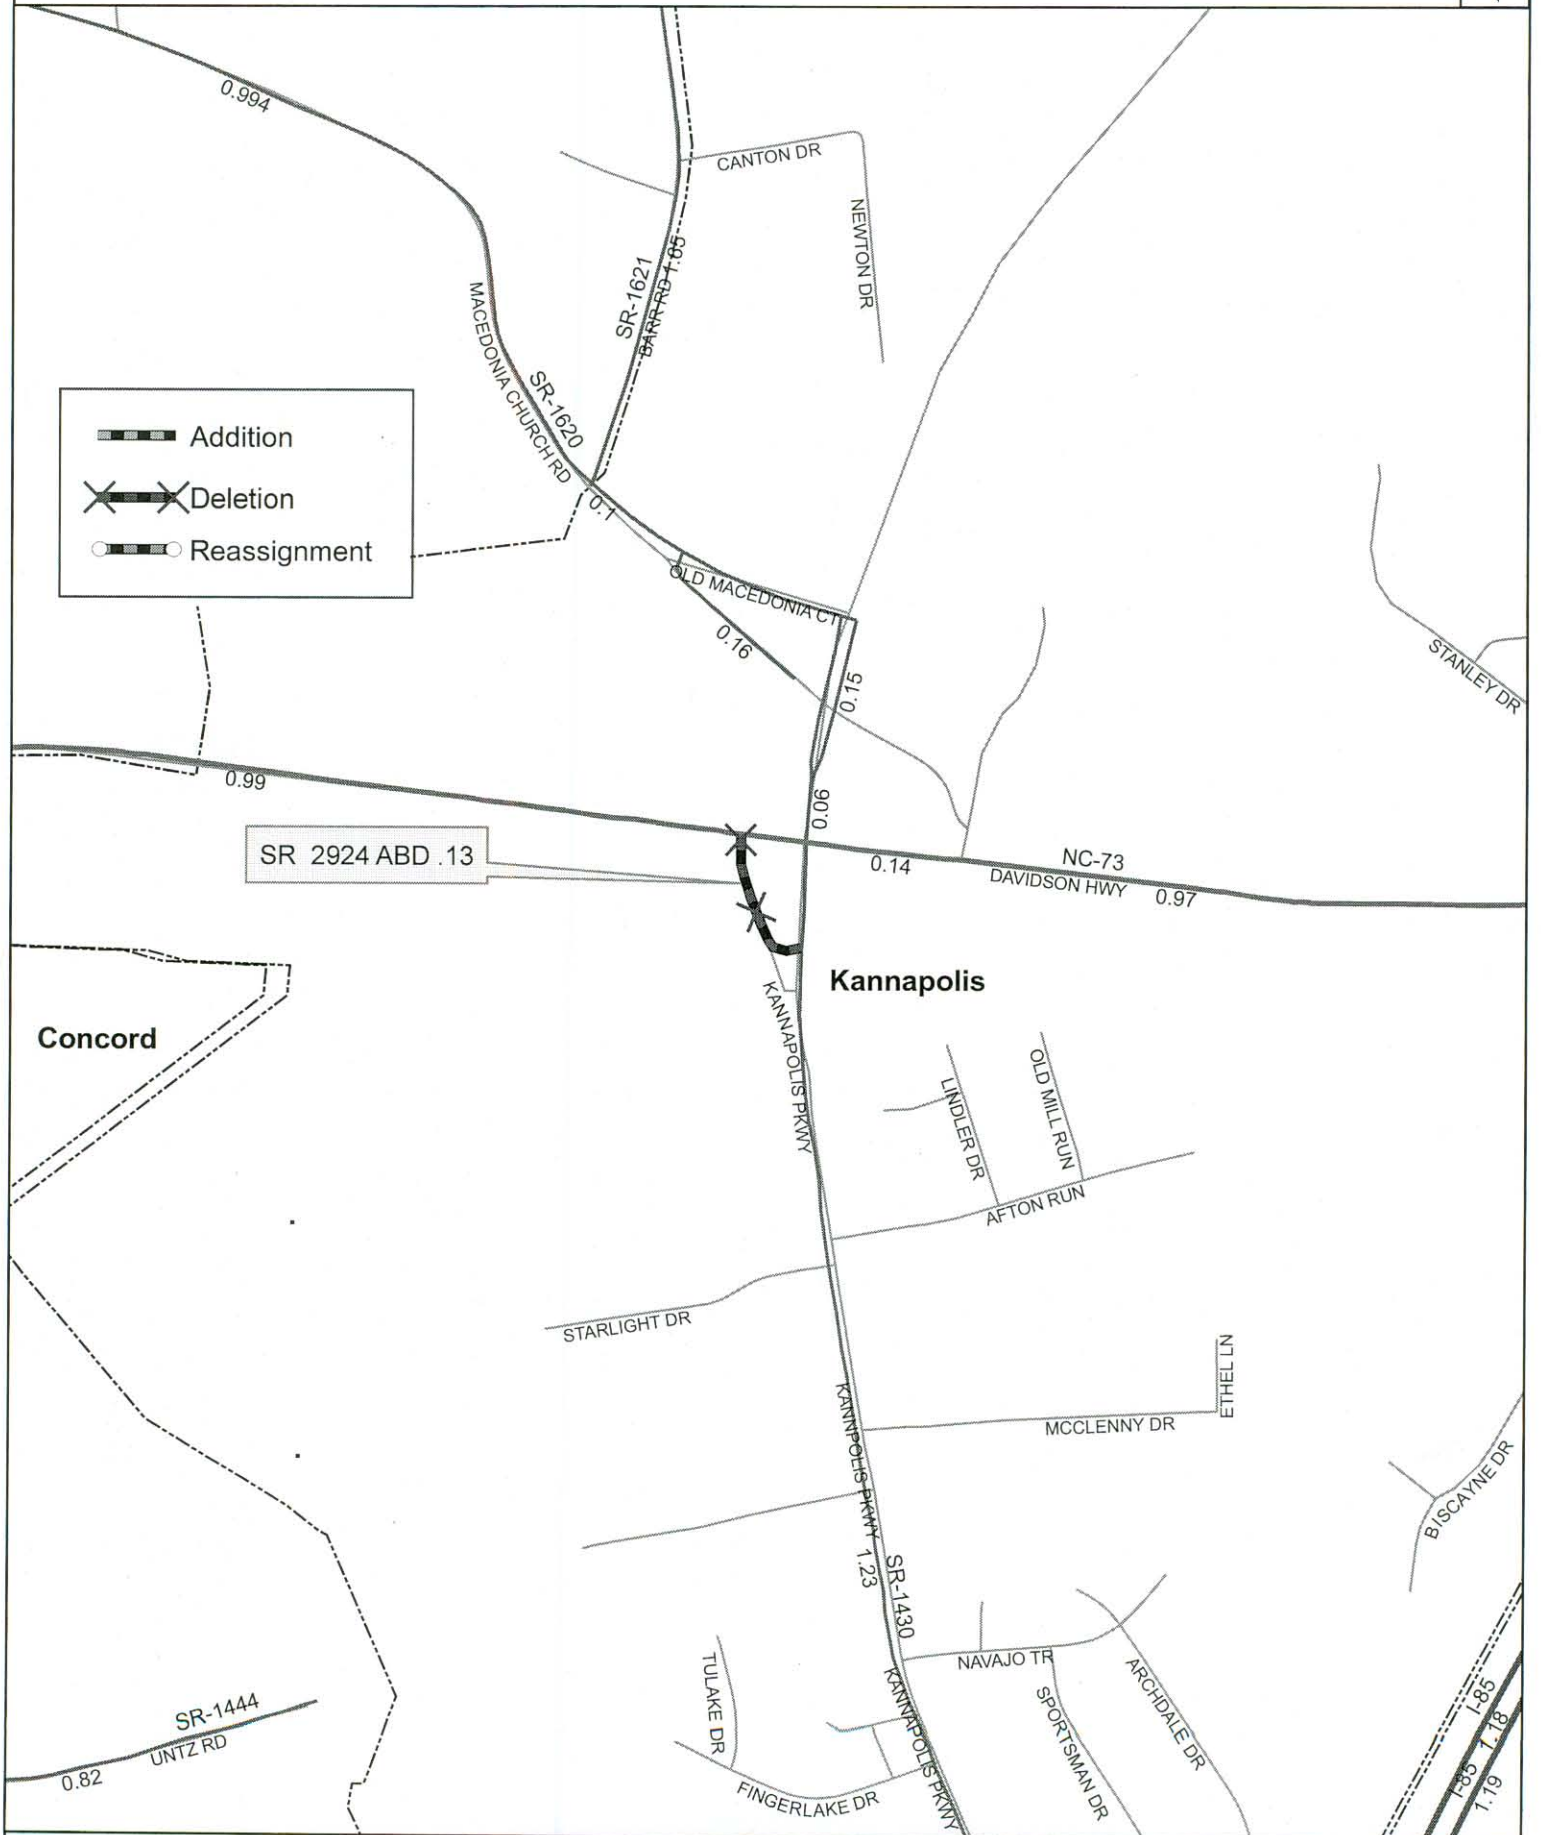 0.994
CANTON DR
NEWTON DR
SR-1621
BARR RD 1.65
MACEDONIA CHURCH RD
SR-1620
Addition
Deletion
Reassignment
0.1
OLD MACEDONIA CT
0.16
0.15
STANLEY DR
0.99
0.06
SR 2924 ABD .13
0.14
NC-73
DAVIDSON HWY
0.97
Kannapolis
KANNAPOLIS PKWY
Concord
LINDLER DR
OLD MILL RUN
AFTON RUN
STARLIGHT DR
ETHEL LN
MCCLENNY DR
KANNPOLIS PKWY 1.23
BISCAYNE DR
SR-1430
NAVAJO TR
TULAKE DR
KANNAPOLIS PKWY
SPORTSMAN DR
ARCHDALE DR
I-85
1.18
I-85
1.19
SR-1444
UNTZ RD
0.82
FINGERLAKE DR